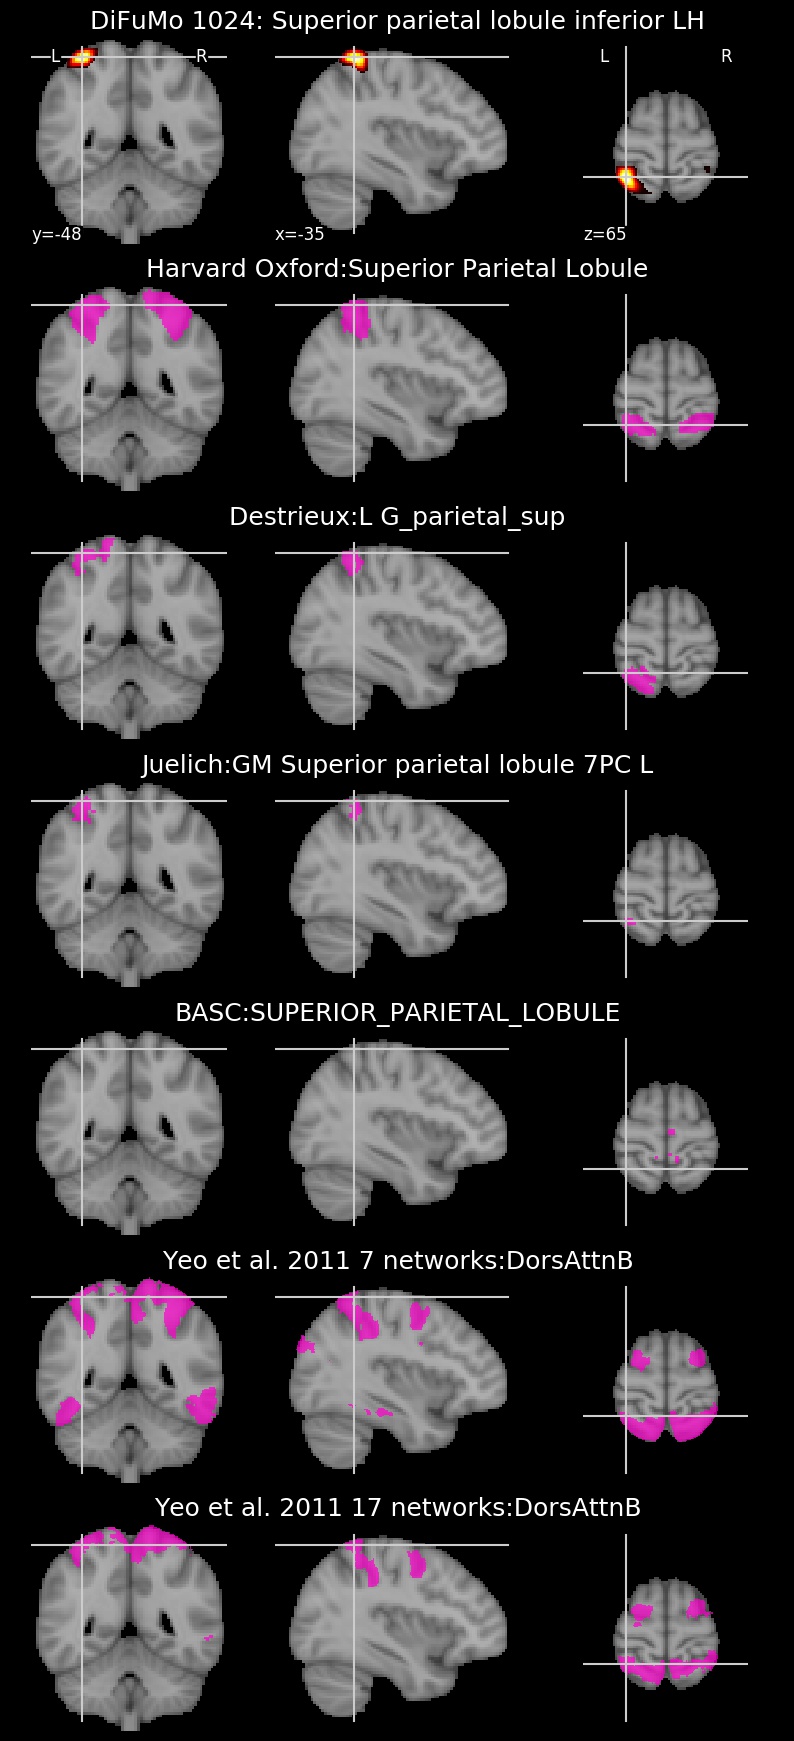 DiFuMo 1024: Superior parietal lobule inferior LH
L R L R
y=-48 x=-35 z=65
Harvard Oxford:Superior Parietal Lobule
Destrieux:L G_parietal_sup
Juelich:GM Superior parietal lobule 7PC L
BASC:SUPERIOR_PARIETAL_LOBULE
Yeo et al. 2011 7 networks:DorsAttnB
Yeo et al. 2011 17 networks:DorsAttnB